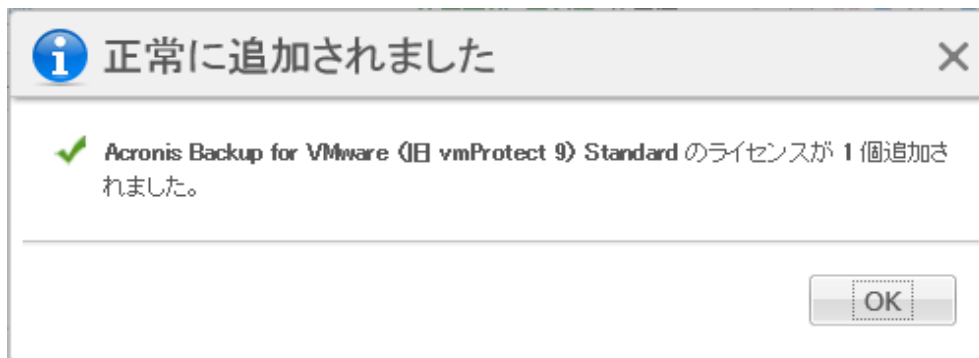 正常に追加されました
Acronis Backup for VMware (旧 vmProtect 9) Standard のライセンスが 1 個追加さ
れました。
OK